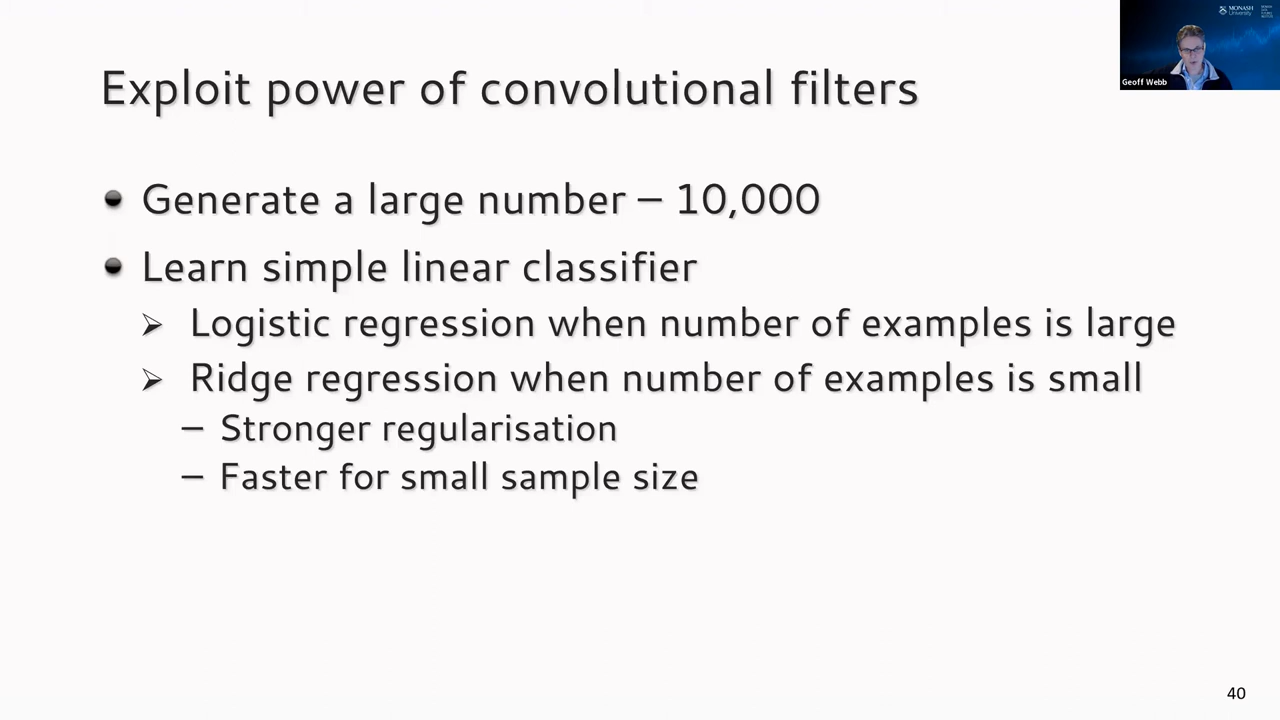 Exploit power of convolutional filters
Generate a large number – 10,000
Learn simple linear classifier
Logistic regression when number of examples is large
Ridge regression when number of examples is small
– Stronger regularisation
– Faster for small sample size
40
MONASH
University
Geoff Webb